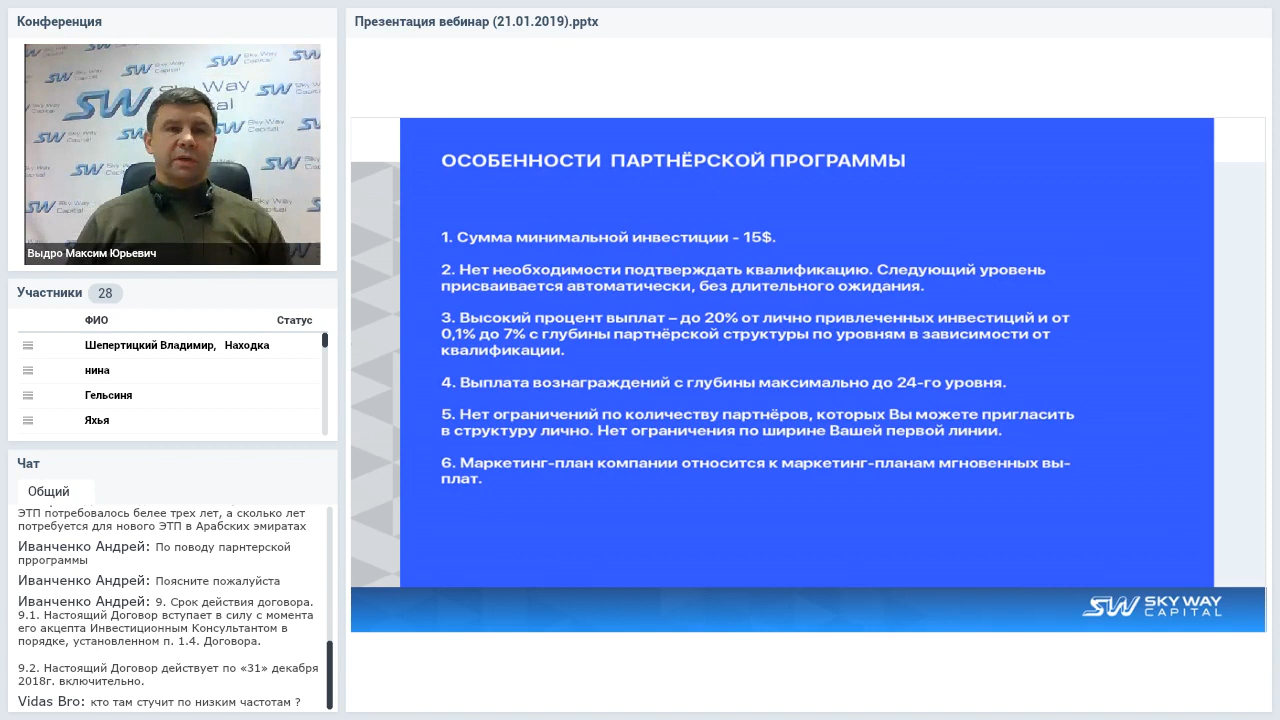 Конференция
Sky Way
Capital
Выдро Максим Юрьевич
Участники 28
ФИО Статус
Шепертицкий Владимир, Находка
нина
Гельсиня
Яхья
Чат
Общий
ЭТП потребовалось белее трех лет, а сколько лет
потребуется для нового ЭТП в Арабских эмиратах
Иванченко Андрей: По поводу парнтерской
прргограммы
Иванченко Андрей: Поясните пожалуйста
Иванченко Андрей: 9. Срок действия договора.
9.1. Настоящий Договор вступает в силу с момента
его акцепта Инвестиционным Консультантом в
порядке, установленном п. 1.4. Договора.
9.2. Настоящий Договор действует по «31» декабря
2018г. включительно.
Vidas Bro: кто там стучит по низким частотам ?
Презентация вебинар (21.01.2019).pptx
ОСОБЕННОСТИ ПАРТНЁРСКОЙ ПРОГРАММЫ
1. Сумма минимальной инвестиции - 15$.
2. Нет необходимости подтверждать квалификацию. Следующий уровень
присваивается автоматически, без длительного ожидания.
3. Высокий процент выплат – до 20% от лично привлеченных инвестиций и от
0,1% до 7% с глубины партнёрской структуры по уровням в зависимости от
квалификации.
4. Выплата вознаграждений с глубины максимально до 24-го уровня.
5. Нет ограничений по количеству партнёров, которых Вы можете пригласить
в структуру лично. Нет ограничения по ширине Вашей первой линии.
6. Маркетинг-план компании относится к маркетинг-планам мгновенных вы-
плат.
SW SKY WAY
CAPITAL